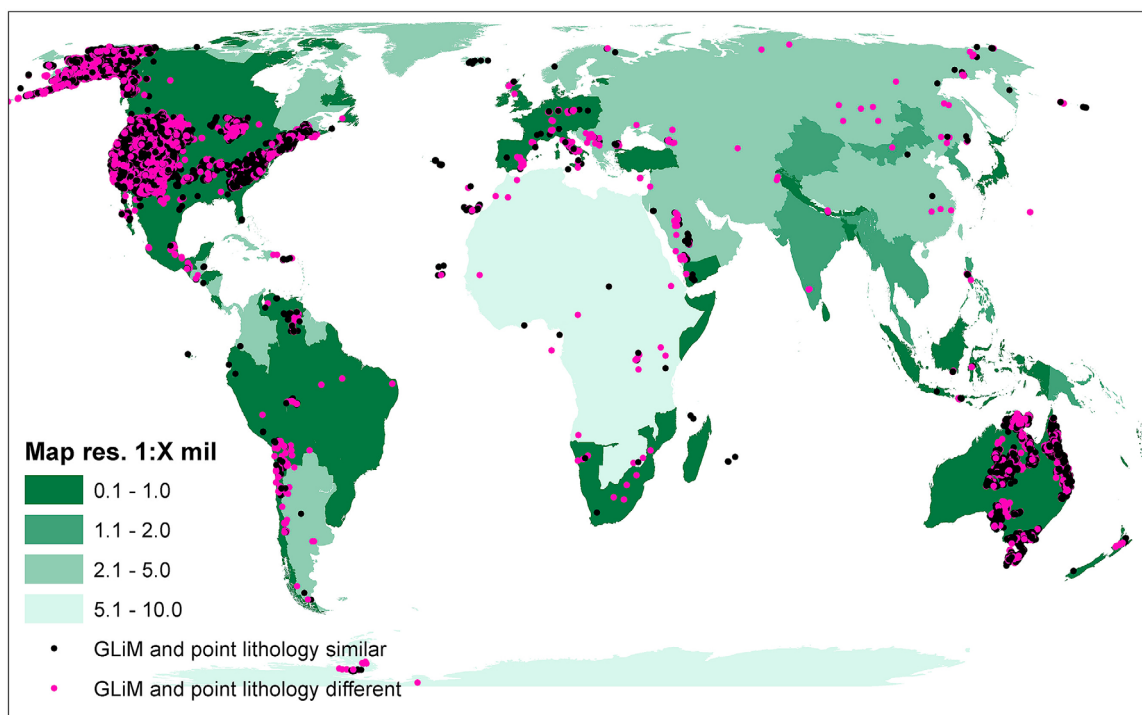 Map res. 1:X mil
0.1 - 1.0
1.1 - 2.0
2.1 - 5.0
5.1 - 10.0
GLiM and point lithology similar
GLiM and point lithology different